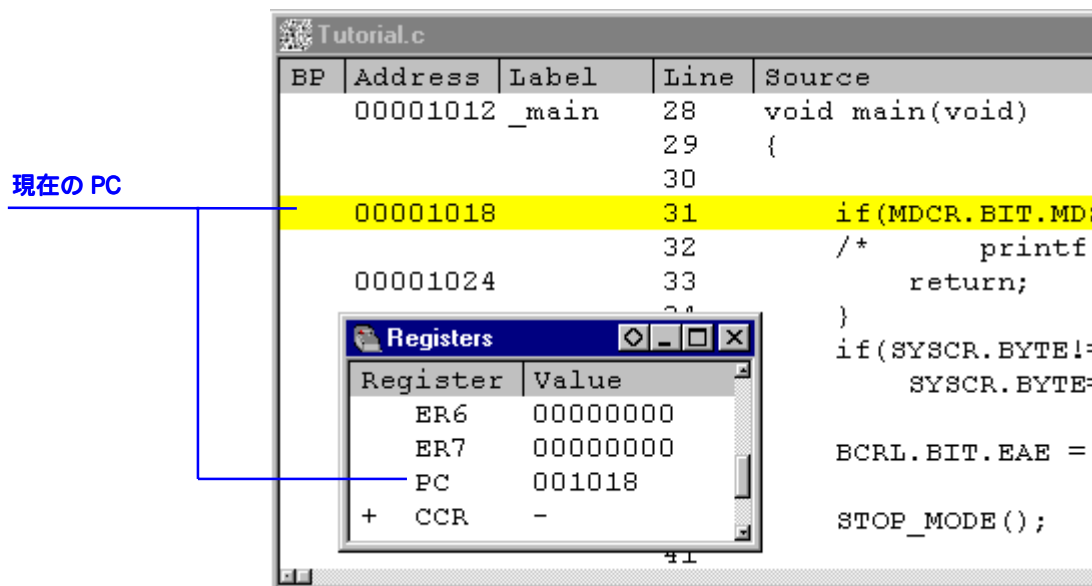 Tutorial.c
BP Address Label Line Source
00001012 _main 28 void main(void)
29 {
30
現在の PC
00001018 31 if(MDCR.BIT.MD
32 /* printf
00001024 33 return;
}
if(SYSCR.BYTE!=
SYSCR.BYTE=
BCRL.BIT.EAE =
STOP_MODE();
Registers
Register Value
ER6 00000000
ER7 00000000
PC 001018
+ CCR -